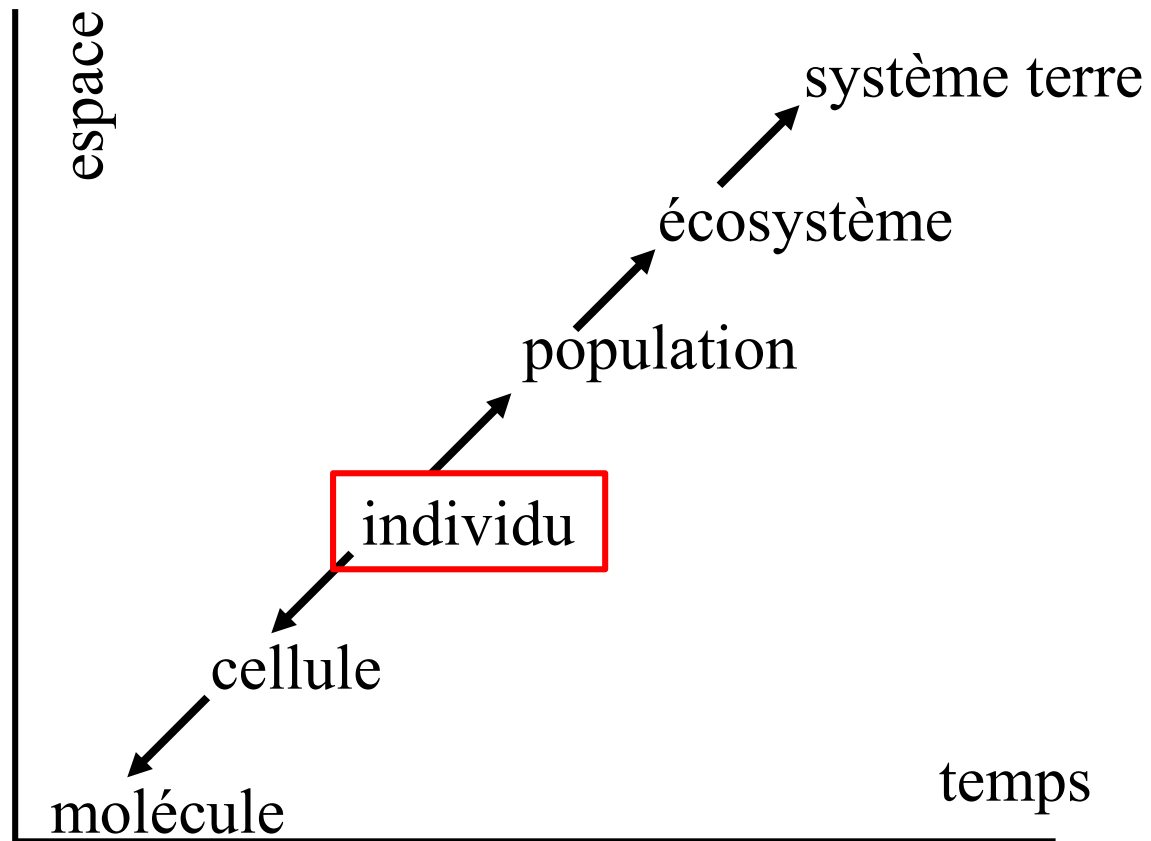 espace
système terre
écosystème
population
individu
cellule
molécule
temps